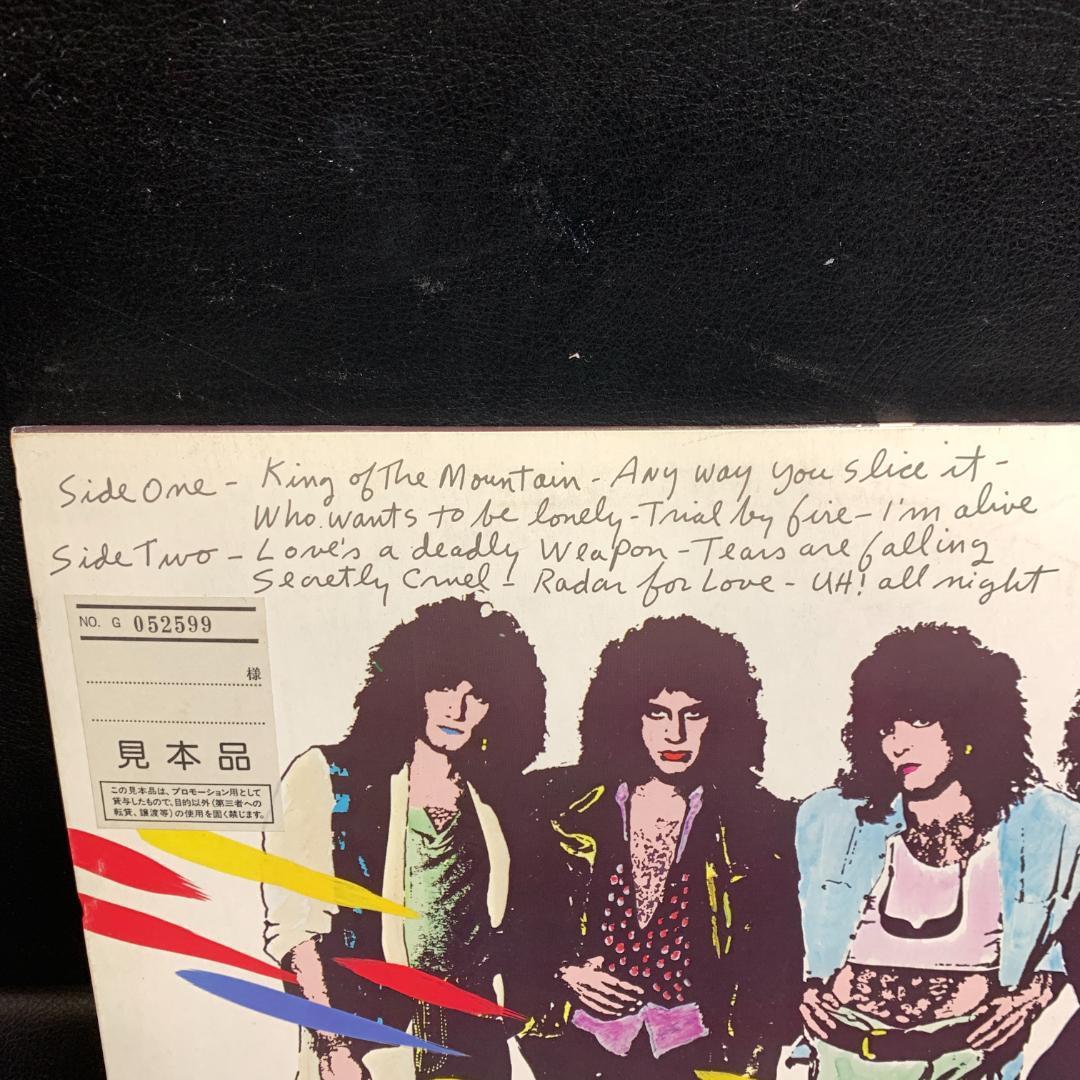 Side One - King of The Mountain - Any way you slice it -
Who wants to be lonely - Trial by fire - I'm alive
Side Two - Love's a deadly Weapon - Tears are falling
Secretly Cruel - Radar for Love - UH! all night
NO. G 052599
様
見本品
この見本品は、プロモーション用として
貸与したもので、目的以外(第三者への
転貸、譲渡等)の使用を固く禁じます。